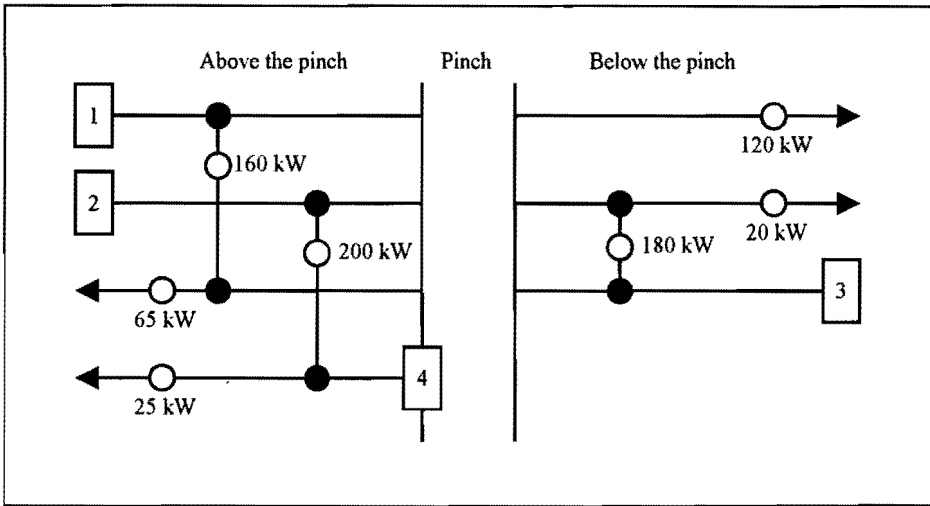 Above the pinch Pinch Below the pinch
1
120 kW
160 kW
2
20 kW
200 kW
180 kW
3
65 kW
4
25 kW